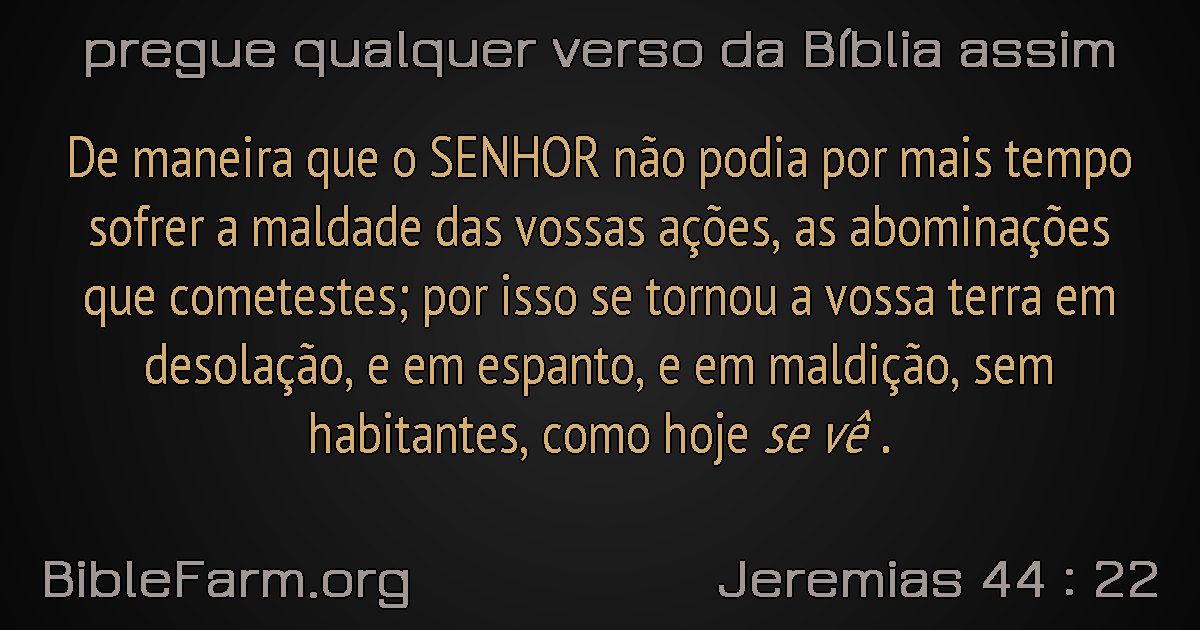 pregue qualquer verso da Bíblia assim
De maneira que o SENHOR não podia por mais tempo
sofrer a maldade das vossas ações, as abominações
que cometestes; por isso se tornou a vossa terra em
desolação, e em espanto, e em maldição, sem
habitantes, como hoje se vê .
BibleFarm.org
Jeremias 44 : 22